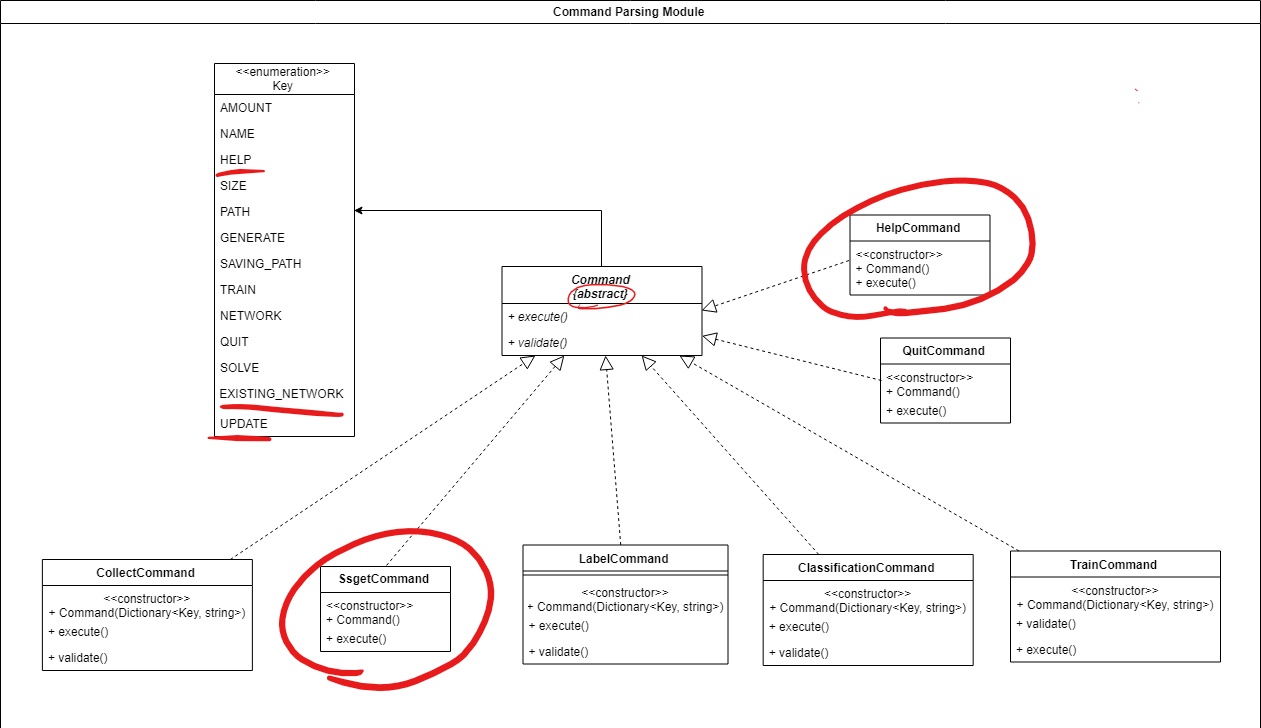 Command Parsing Module
<<enumeration>>
Key
AMOUNT
NAME
HELP
SIZE
PATH
GENERATE
SAVING_PATH
TRAIN
NETWORK
QUIT
SOLVE
EXISTING_NETWORK
UPDATE
Command
{abstract}
+ execute()
+ validate()
HelpCommand
<<constructor>>
+ Command()
+ execute()
QuitCommand
<<constructor>>
+ Command()
+ execute()
CollectCommand
<<constructor>>
+ Command(Dictionary<Key, string>)
+ execute()
+ validate()
SsgetCommand
<<constructor>>
+ Command()
+ execute()
LabelCommand
<<constructor>>
+ Command(Dictionary<Key, string>)
+ execute()
+ validate()
ClassificationCommand
<<constructor>>
+ Command(Dictionary<Key, string>)
+ execute()
+ validate()
TrainCommand
<<constructor>>
+ Command(Dictionary<Key, string>)
+ validate()
+ execute()